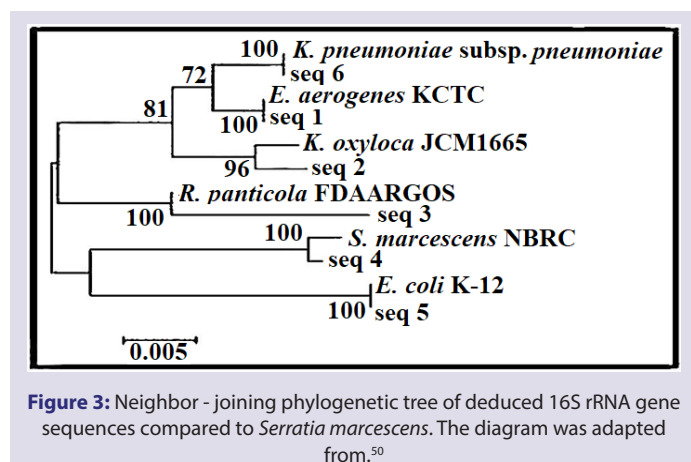 100 K. pneumoniae subsp. pneumoniae
seq 6
72
E. aerogenes KCTC
100 seq 1
81
K. oxyloca JCM1665
96 seq 2
R. panticola FDAARGOS
100
seq 3
100 S. marcescens NBRC
seq 4
E. coli K-12
100 seq 5
0.005
Figure 3: Neighbor - joining phylogenetic tree of deduced 16S rRNA gene
sequences compared to Serratia marcescens. The diagram was adapted
from.50